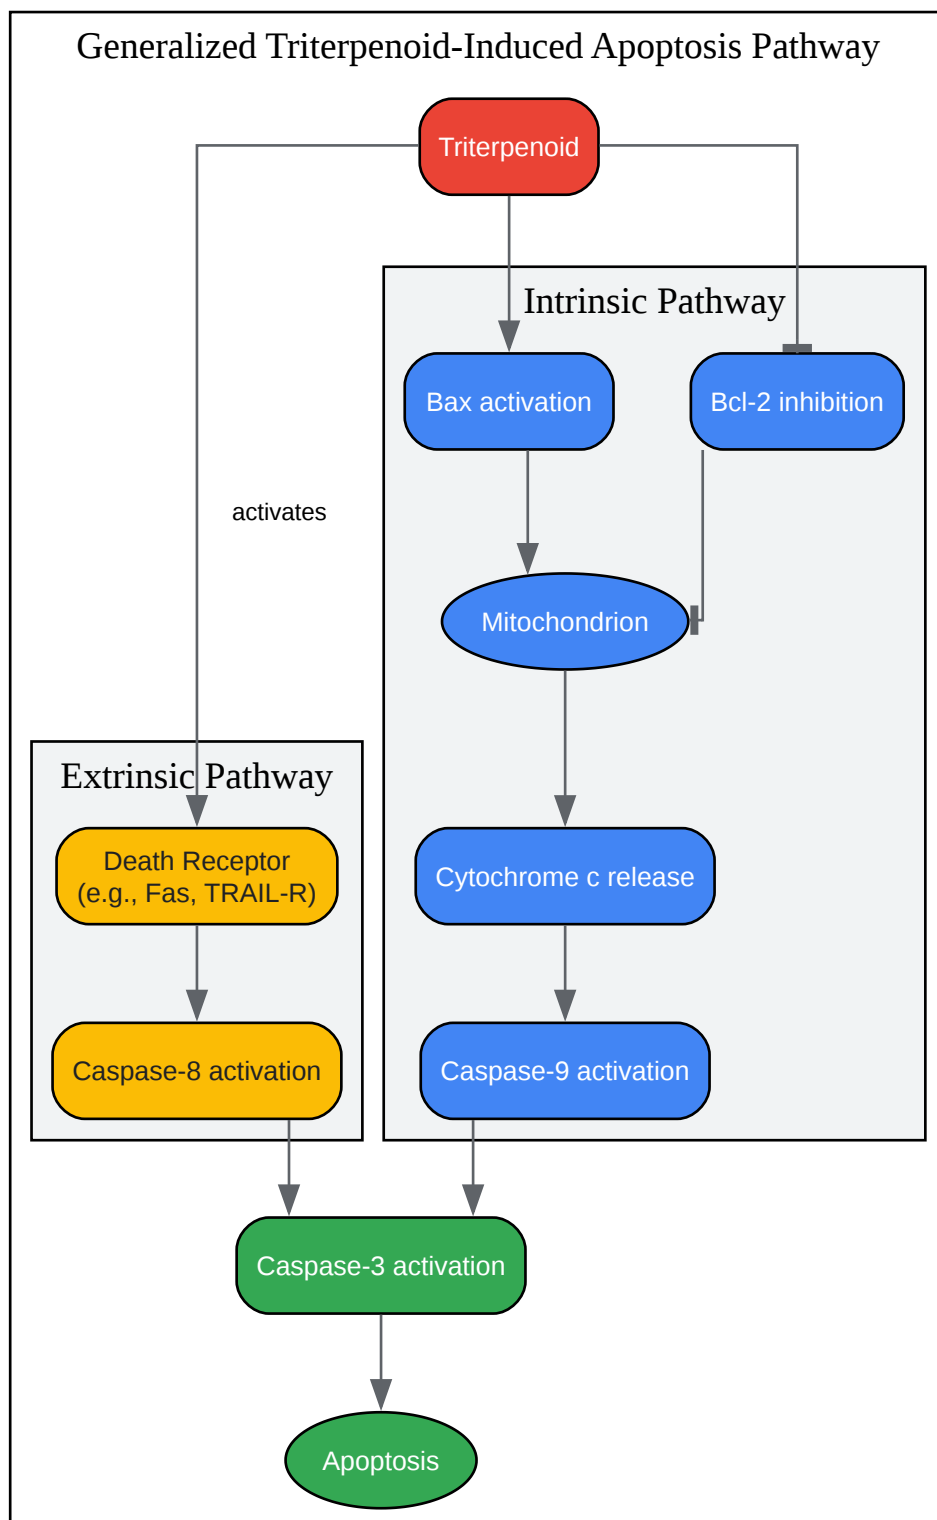 Generalized Triterpenoid-Induced Apoptosis Pathway
Triterpenoid
Intrinsic Pathway
Bax activation
Bcl-2 inhibition
activates
Mitochondrion
Extrinsic Pathway
Death Receptor
(e.g., Fas, TRAIL-R)
Cytochrome c release
Caspase-8 activation
Caspase-9 activation
Caspase-3 activation
Apoptosis